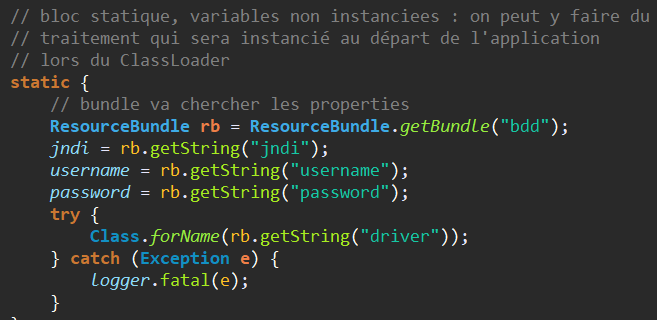 // bloc statique, variables non instanciees : on peut y faire du
// traitement qui sera instancié au départ de l'application
// lors du ClassLoader
static {
    // bundle va chercher les properties
    ResourceBundle rb = ResourceBundle.getBundle("bdd");
    jndi = rb.getString("jndi");
    username = rb.getString("username");
    password = rb.getString("password");
    try {
        Class.forName(rb.getString("driver"));
    } catch (Exception e) {
        logger.fatal(e);
    }